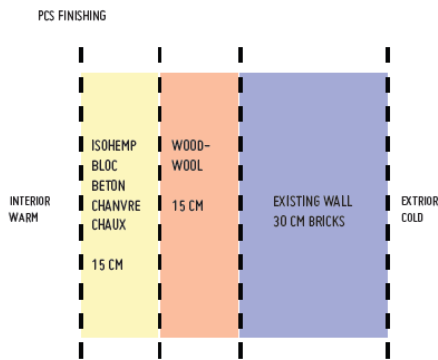 PCS FINISHING
INTERIOR
WARM
ISOHEMP
BLOC
BETON
CHANVRE
CHAUX
15 CM
WOOD-
WOOL
15 CM
EXISTING WALL
30 CM BRICKS
EXTRIOR
COLD